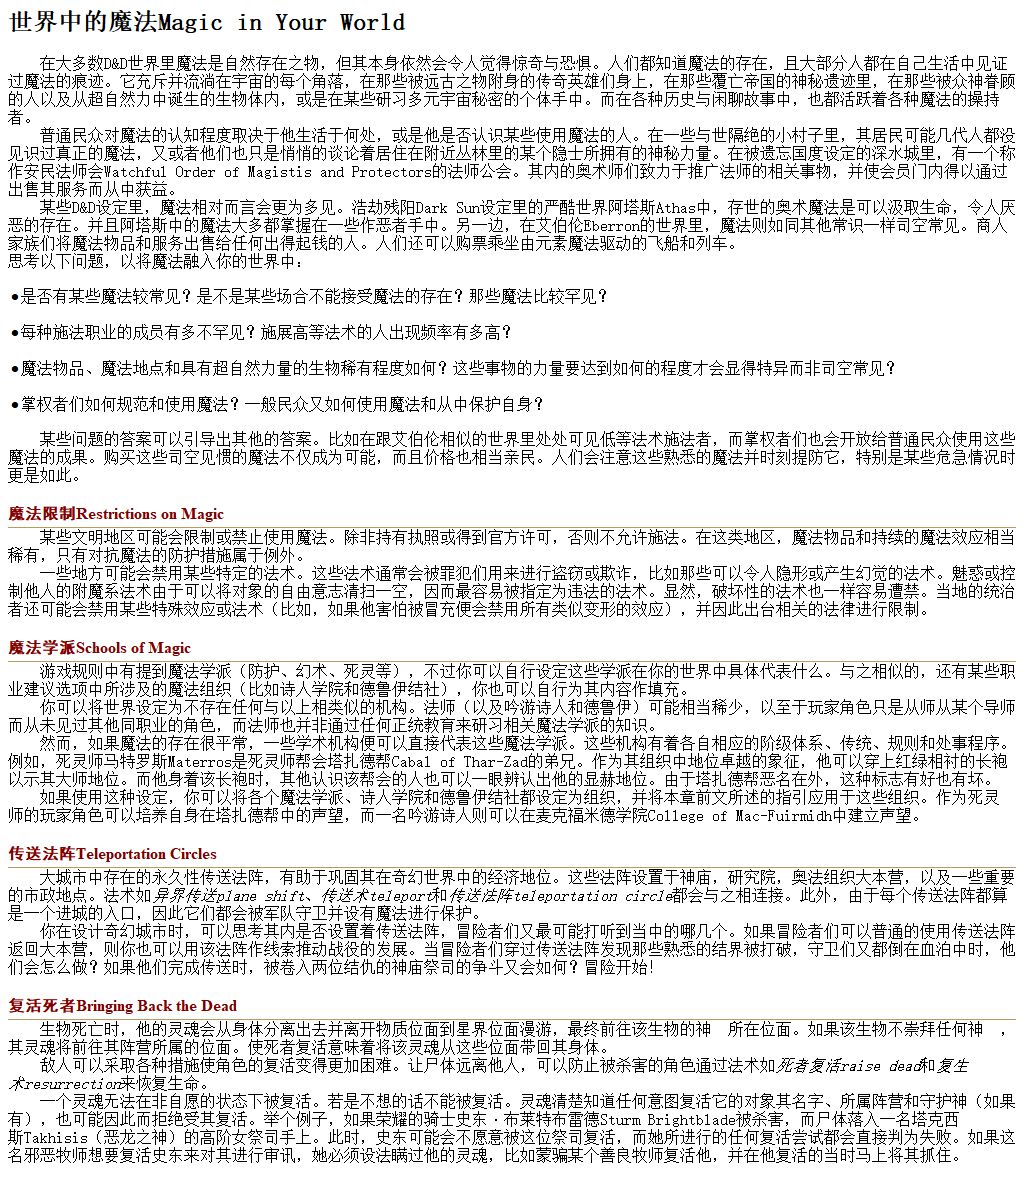 世界中的魔法Magic in Your World
在大多数D&D世界里魔法是自然存在之物，但其本身依然会令人觉得惊奇与恐惧。人们都知道魔法的存在，且大部分人都在自己生活中见证
过魔法的痕迹。它充斥并流淌在宇宙的每个角落，在那些被远古之物附身的传奇英雄们身上，在那些覆亡帝国的神秘遗迹里，在那些被众神眷顾
的人以及从超自然力中诞生的生物体内，或是在某些研习多元宇宙秘密的个体手中。而在各种历史与闲聊故事中，也都活跃着各种魔法的操持
者。
普通民众对魔法的认知程度取决于他生活于何处，或是他是否认识某些使用魔法的人。在一些与世隔绝的小村子里，其居民可能几代人都没
见识过真正的魔法，又或者他们也只是悄悄的谈论着居住在附近丛林里的某个隐士所拥有的神秘力量。在被遗忘国度设定的深水城里，有一个称
作安民法师会Watchful Order of Magistis and Protectors的法师公会。其内的奥术师们致力于推广法师的相关事物，并使会员门内得以通过
出售其服务而从中获益。
某些D&D设定里，魔法相对而言会更为多见。浩劫残阳Dark Sun设定里的严酷世界阿塔斯Athas中，存世的奥术魔法是可以汲取生命，令人厌
恶的存在。并且阿塔斯中的魔法大多都掌握在一些作恶者手中。另一边，在艾伯伦Eberron的世界里，魔法则如同其他常识一样司空常见。商人
家族们将魔法物品和服务出售给任何出得起钱的人。人们还可以购票乘坐由元素魔法驱动的飞船和列车。
思考以下问题，以将魔法融入你的世界中：
●是否有某些魔法较常见？是不是某些场合不能接受魔法的存在？那些魔法比较罕见？
●每种施法职业的成员有多不罕见？施展高等法术的人出现频率有多高？
●魔法物品、魔法地点和具有超自然力量的生物稀有程度如何？这些事物的力量要达到如何的程度才会显得特异而非司空常见？
●掌权者们如何规范和使用魔法？一般民众又如何使用魔法和从中保护自身？
某些问题的答案可以引导出其他的答案。比如在跟艾伯伦相似的世界里处处可见低等法术施法者，而掌权者们也会开放给普通民众使用这些
魔法的成果。购买这些司空见惯的魔法不仅成为可能，而且价格也相当亲民。人们会注意这些熟悉的魔法并时刻提防它，特别是某些危急情况时
更是如此。
魔法限制Restrictions on Magic
某些文明地区可能会限制或禁止使用魔法。除非持有执照或得到官方许可，否则不允许施法。在这类地区，魔法物品和持续的魔法效应相当
稀有，只有对抗魔法的防护措施属于例外。
一些地方可能会禁用某些特定的法术。这些法术通常会被罪犯们用来进行盗窃或欺诈，比如那些可以令人隐形或产生幻觉的法术。魅惑或控
制他人的附魔系法术由于可以将对象的自由意志清扫一空，因而最容易被指定为违法的法术。显然，破坏性的法术也一样容易遭禁。当地的统治
者还可能会禁用某些特殊效应或法术（比如，如果他害怕被冒充便会禁用所有类似变形的效应），并因此出台相关的法律进行限制。
魔法学派Schools of Magic
游戏规则中有提到魔法学派（防护、幻术、死灵等），不过你可以自行设定这些学派在你的世界中具体代表什么。与之相似的，还有某些职
业建议选项中所涉及的魔法组织（比如诗人学院和德鲁伊结社），你也可以自行为其内容作填充。
你可以将世界设定为不存在任何与以上相类似的机构。法师（以及吟游诗人和德鲁伊）可能相当稀少，以至于玩家角色只是从师从某个导师
而从未见过其他同职业的角色，而法师也并非通过任何正统教育来研习相关魔法学派的知识。
然而，如果魔法的存在很平常，一些学术机构便可以直接代表这些魔法学派。这些机构有着各自相应的阶级体系、传统、规则和处事程序。
例如，死灵师马特罗斯Materros是死灵师帮会塔扎德帮Cabal of Thar-Zad的弟兄。作为其组织中地位卓越的象征，他可以穿上红绿相衬的长袍
以示其大师地位。而他身着该长袍时，其他认识该帮会的人也可以一眼辨认出他的显赫地位。由于塔扎德帮恶名在外，这种标志有好也有坏。
如果使用这种设定，你可以将各个魔法学派、诗人学院和德鲁伊结社都设定为组织，并将本章前文所述的指引应用于这些组织。作为死灵
师的玩家角色可以培养自身在塔扎德帮中的声望，而一名吟游诗人则可以在麦克福米德学院College of Mac-Fuirmidh中建立声望。
传送法阵Teleportation Circles
大城市中存在的永久性传送法阵，有助于巩固其在奇幻世界中的经济地位。这些法阵设置于神庙，研究院，奥法组织大本营，以及一些重要
的市政地点。法术如异界传送plane shift、传送术teleport和传送法阵teleportation circle都会与之相连接。此外，由于每个传送法阵都算
是一个进城的入口，因此它们都会被军队守卫并设有魔法进行保护。
你在设计奇幻城市时，可以思考其内是否设置着传送法阵，冒险者们又最可能打听到当中的哪几个。如果冒险者们可以普通的使用传送法阵
返回大本营，则你也可以用该法阵作线索推动战役的发展。当冒险者们穿过传送法阵发现那些熟悉的结界被打破，守卫们又都倒在血泊中时，他
们会怎么做？如果他们完成传送时，被卷入两位结仇的神庙祭司的争斗又会如何？冒险开始！
复活死者Bringing Back the Dead
生物死亡时，他的灵魂会从身体分离出去并离开物质位面到星界位面漫游，最终前往该生物的神　所在位面。如果该生物不崇拜任何神　，
其灵魂将前往其阵营所属的位面。使死者复活意味着将该灵魂从这些位面带回其身体。
敌人可以采取各种措施使角色的复活变得更加困难。让尸体远离他人，可以防止被杀害的角色通过法术如死者复活raise dead和复生
术resurrection来恢复生命。
一个灵魂无法在非自愿的状态下被复活。若是不想的话不能被复活。灵魂清楚知道任何意图复活它的对象其名字、所属阵营和守护神（如果
有），也可能因此而拒绝受其复活。举个例子，如果荣耀的骑士史东·布莱特布雷德Sturm Brightblade被杀害，而尸体落入一名塔克西
斯Takhisis（恶龙之神）的高阶女祭司手上。此时，史东可能会不愿意被这位祭司复活，而她所进行的任何复活尝试都会直接判为失败。如果这
名邪恶牧师想要复活史东来对其进行审讯，她必须设法瞒过他的灵魂，比如蒙骗某个善良牧师复活他，并在他复活的当时马上将其抓住。